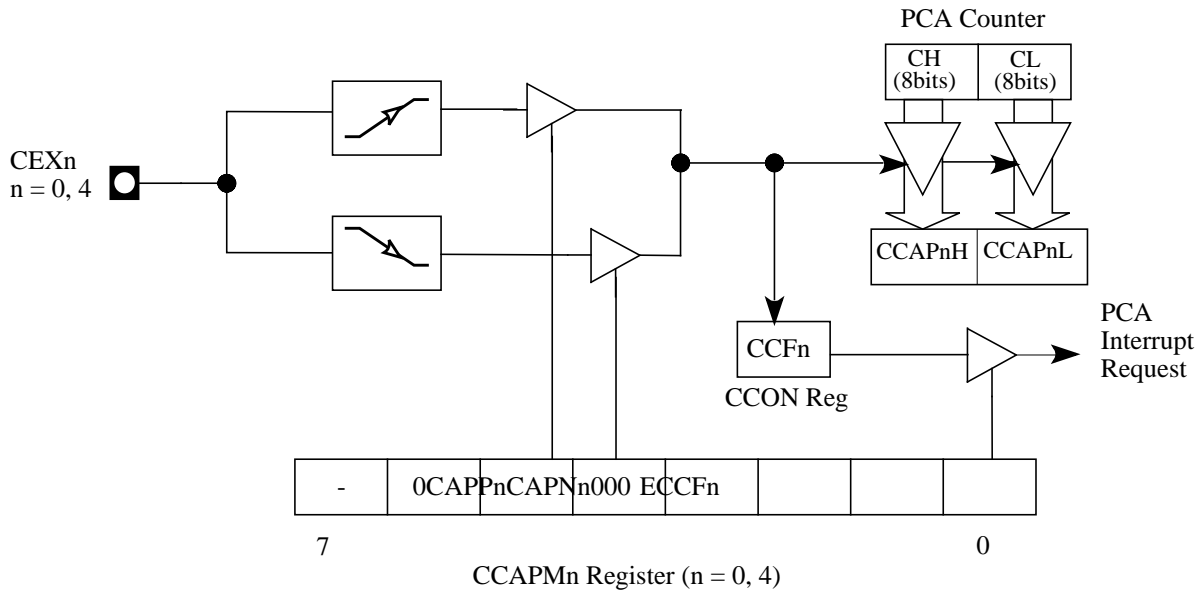 PCA Counter
CH
(8bits)
CL
(8bits)
CEXn
n = 0, 4
CCAPnH
CCAPnL
CCFn
CCON Reg
PCA
Interrupt
Request
- 0CAPPnCAPNn000 ECCFn
7 0
CCAPMn Register (n = 0, 4)